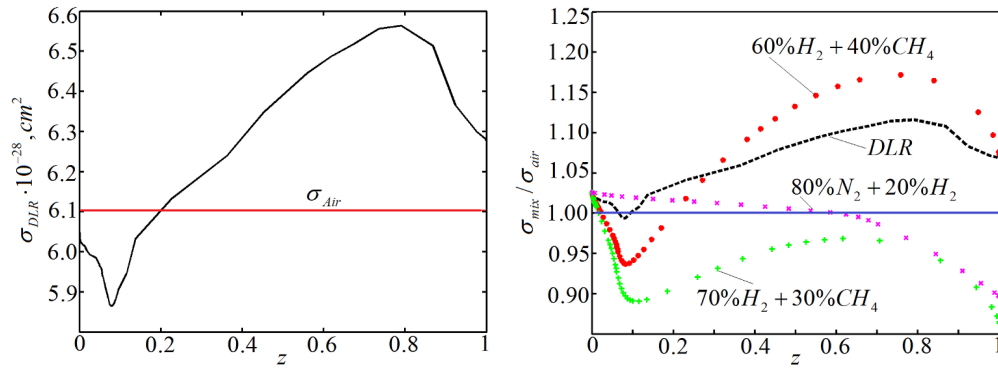 6.6
6.5
6.4
6.3
6.2
6.1
6.0
5.9
σ_DLR · 10^-28, cm^2
σ_Air
0 0.2 0.4 0.6 0.8 1
z
1.25
1.20
1.15
1.10
1.05
1.00
0.95
0.90
σ_mix / σ_air
60%H_2 + 40%CH_4
DLR
80%N_2 + 20%H_2
70%H_2 + 30%CH_4
0 0.2 0.4 0.6 0.8 1
z